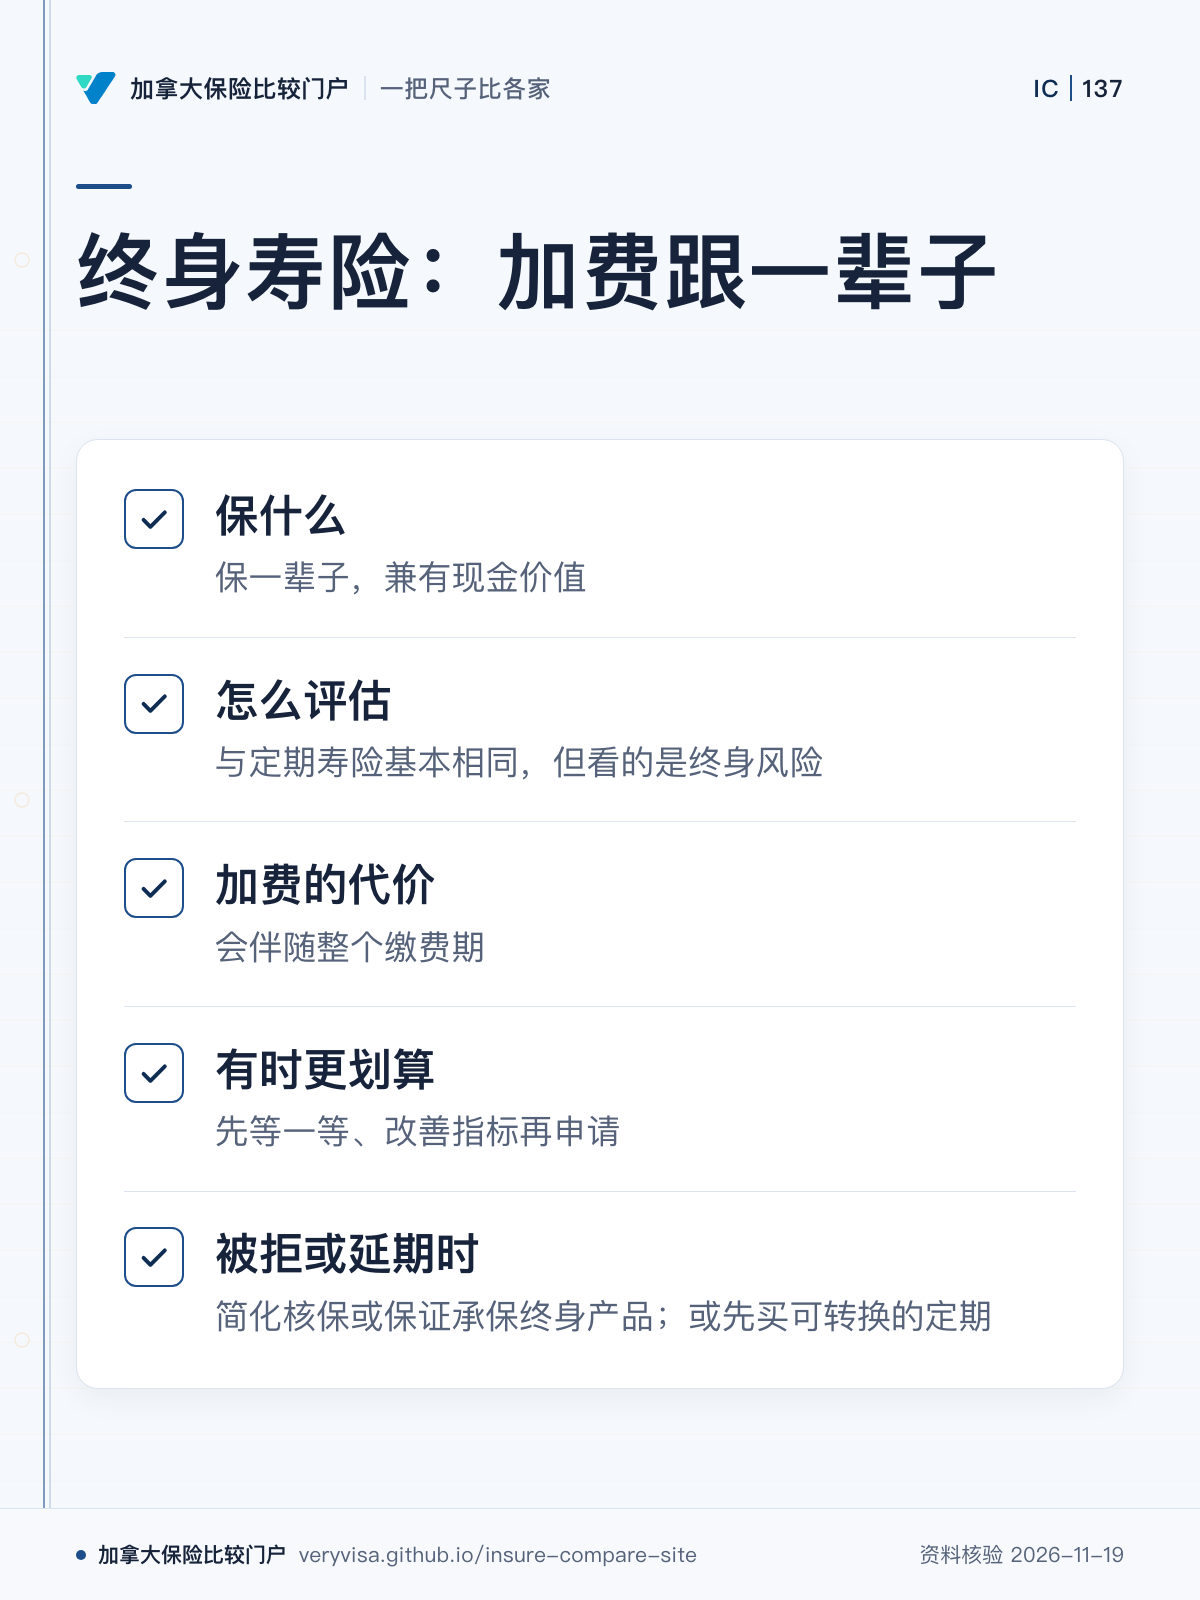 加拿大保险比较门户 | 一把尺子比各家
IC | 137
终身寿险：加费跟一辈子
保什么
保一辈子，兼有现金价值
怎么评估
与定期寿险基本相同，但看的是终身风险
加费的代价
会伴随整个缴费期
有时更划算
先等一等、改善指标再申请
被拒或延期时
简化核保或保证承保终身产品；或先买可转换的定期
加拿大保险比较门户 veryvisa.github.io/insure-compare-site
资料核验 2026-11-19